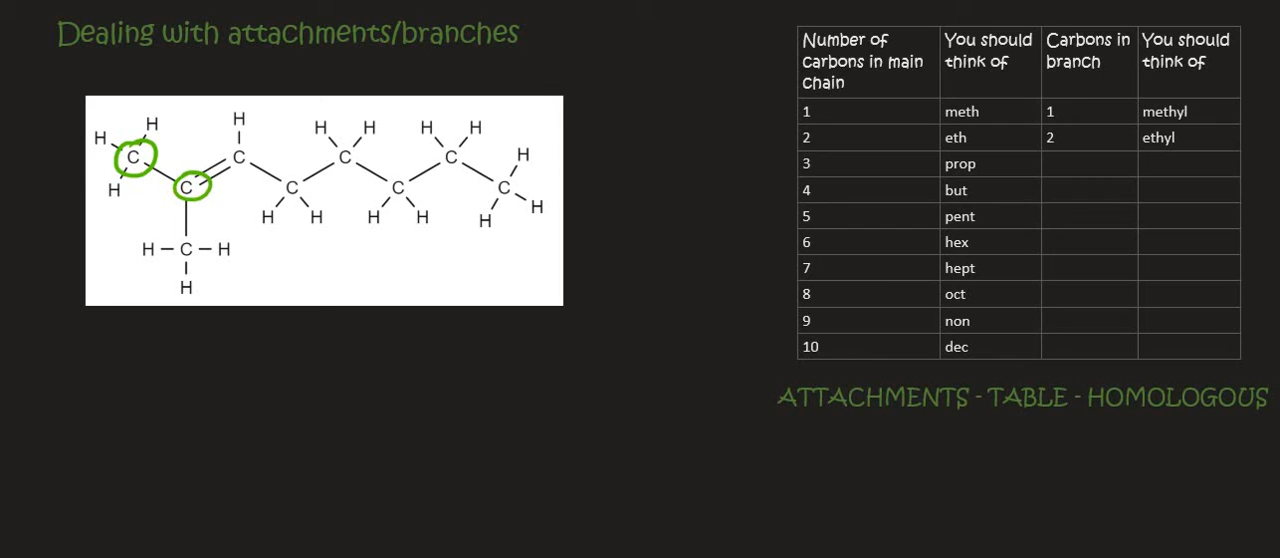 Dealing with attachments/branches
H H H H H H H H
C C C C C
H C C C C H
H H H H H H
H – C – H
H
Number of carbons in main chain You should think of Carbons in branch You should think of
1 meth 1 methyl
2 eth 2 ethyl
3 prop
4 but
5 pent
6 hex
7 hept
8 oct
9 non
10 dec
ATTACHMENTS - TABLE - HOMOLOGOUS